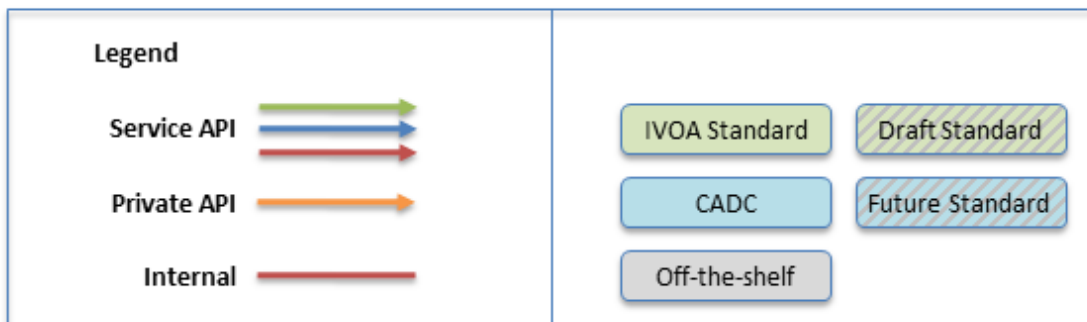 Legend
Service API
Private API
Internal
IVOA Standard
Draft Standard
CADC
Future Standard
Off-the-shelf